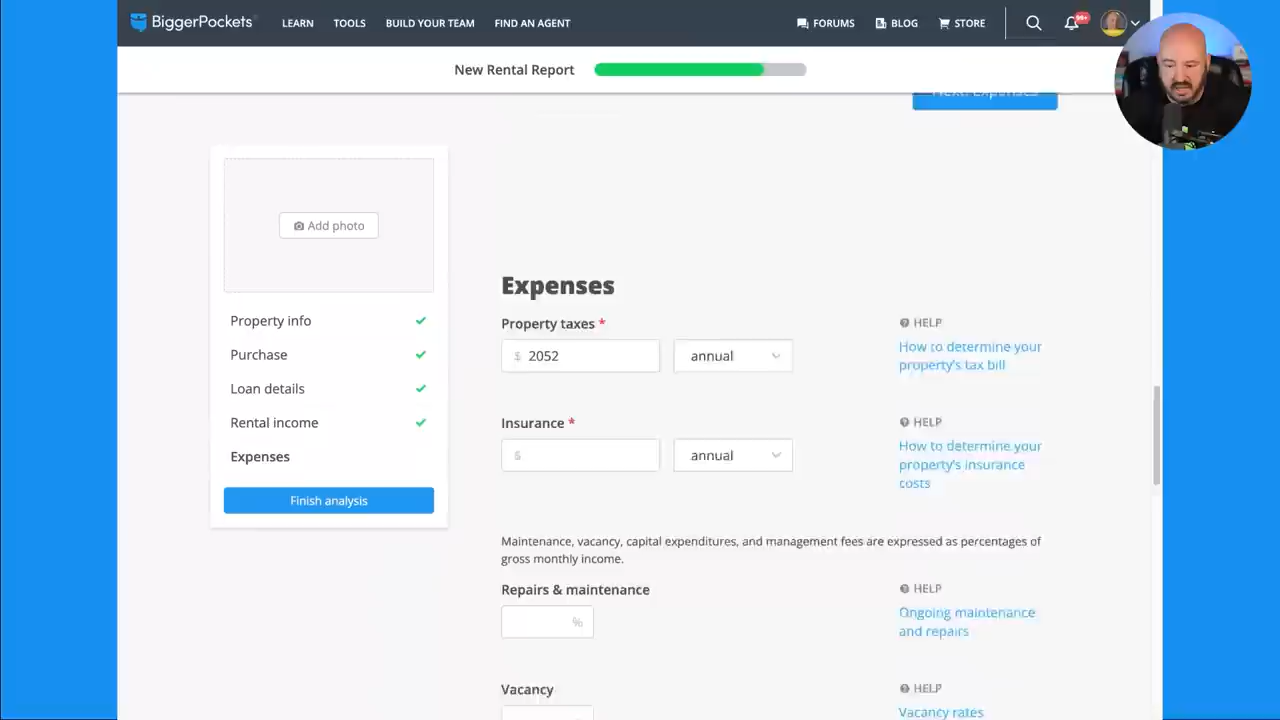 BiggerPockets
LEARN
TOOLS
BUILD YOUR TEAM
FIND AN AGENT
FORUMS
BLOG
STORE
99+
New Rental Report
Next: Expenses
Add photo
Property info
Purchase
Loan details
Rental income
Expenses
Finish analysis
Expenses
Property taxes *
$ 2052
annual
HELP
How to determine your
property's tax bill
Insurance *
$
annual
HELP
How to determine your
property's insurance
costs
Maintenance, vacancy, capital expenditures, and management fees are expressed as percentages of
gross monthly income.
Repairs & maintenance
%
HELP
Ongoing maintenance
and repairs
Vacancy
HELP
Vacancy rates